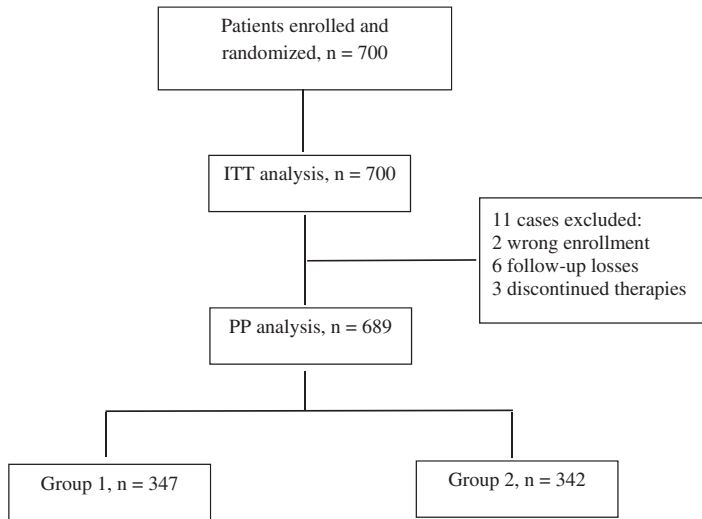 Patients enrolled and
randomized, n = 700
ITT analysis, n = 700
11 cases excluded:
2 wrong enrollment
6 follow-up losses
3 discontinued therapies
PP analysis, n = 689
Group 1, n = 347
Group 2, n = 342